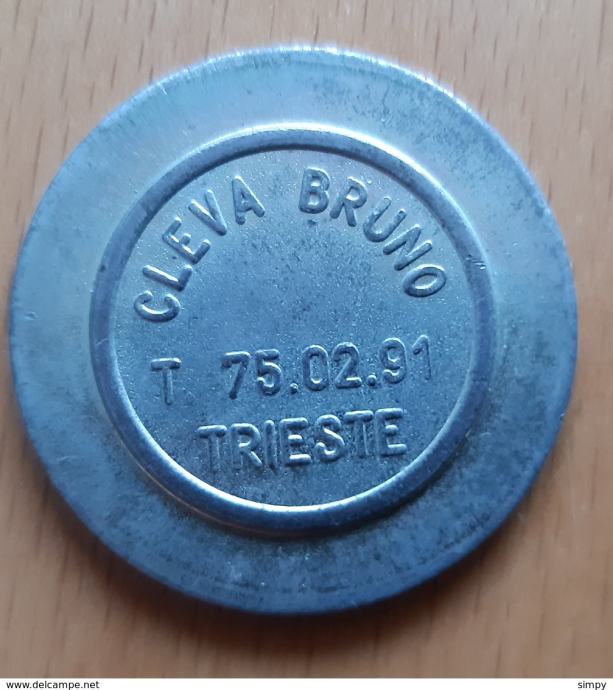 CLEVA BRUNO
T. 75.02.91
TRIESTE
www.delcampe.net
simpy